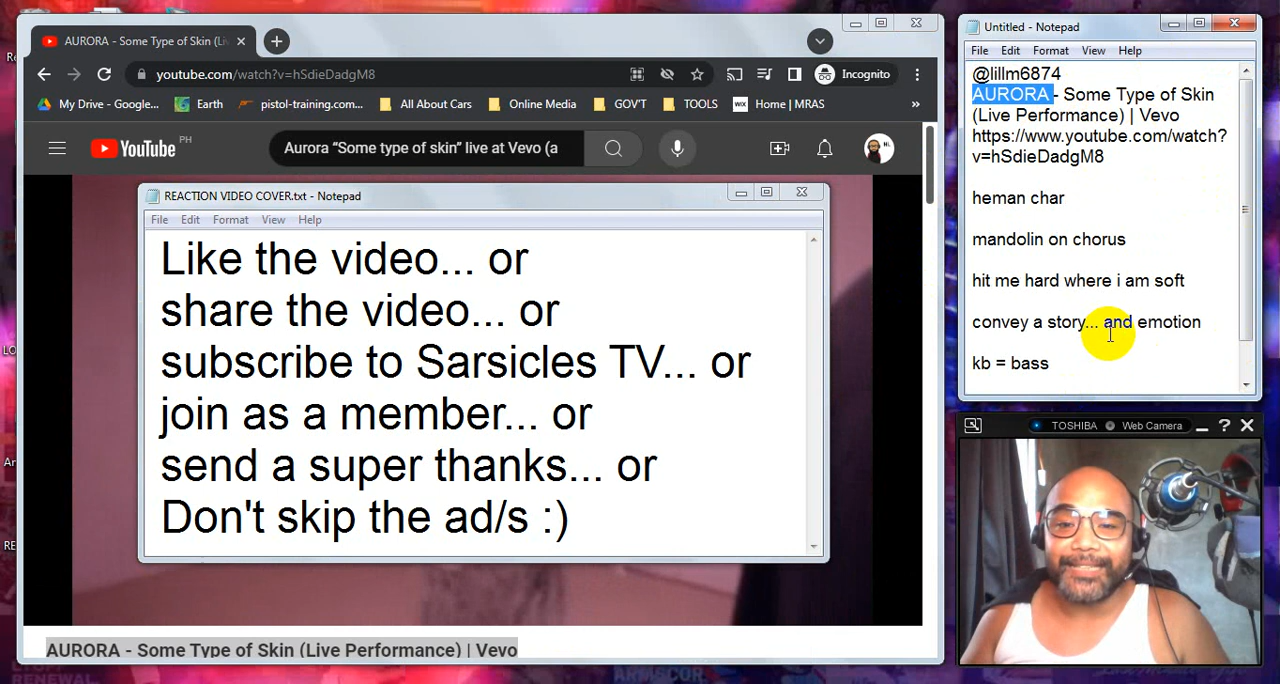 AURORA - Some Type of Skin (Li
youtube.com/watch?v=hSdieDadgM8
Incognito
My Drive - Google...
Earth
pistol-training.com...
All About Cars
Online Media
GOV'T
TOOLS
WIX
Home | MRAS
»
YouTube PH
Aurora “Some type of skin” live at Vevo (a
REACTION VIDEO COVER.txt - Notepad
File Edit Format View Help
Like the video... or
share the video... or
subscribe to Sarsicles TV... or
join as a member... or
send a super thanks... or
Don't skip the ad/s :)
AURORA - Some Type of Skin (Live Performance) | Vevo
Untitled - Notepad
File Edit Format View Help
@lillm6874
AURORA - Some Type of Skin
(Live Performance) | Vevo
https://www.youtube.com/watch?
v=hSdieDadgM8
heman char
mandolin on chorus
hit me hard where i am soft
convey a story... and emotion
kb = bass
TOSHIBA Web Camera
RENEWAL
ARMSCOR